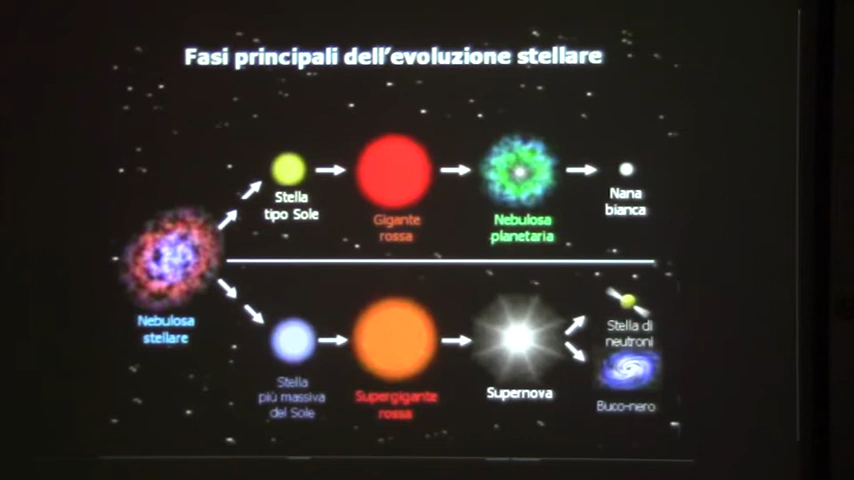 Fasi principali dell'evoluzione stellare
Stella
tipo Sole
Gigante
rossa
Nebulosa
planetaria
Nana
bianca
Nebulosa
stellare
Stella
più massiva
del Sole
Supergigante
rossa
Supernova
Stella di
neutroni
Buco-nero